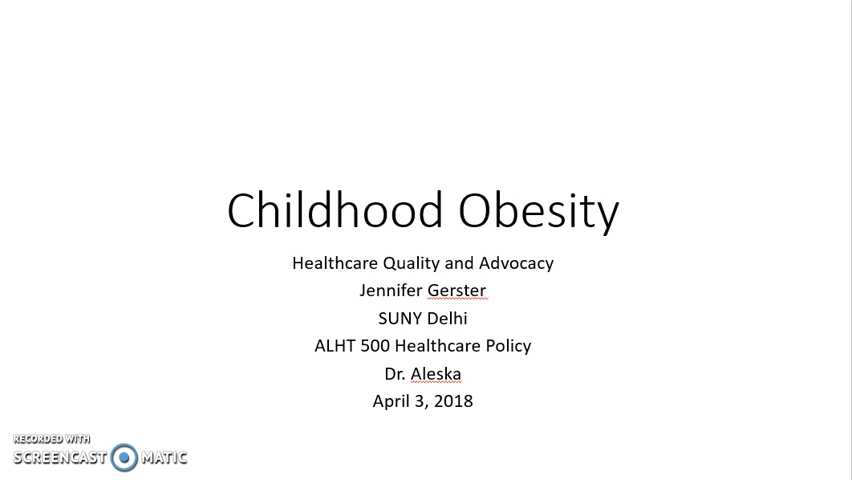 Childhood Obesity
Healthcare Quality and Advocacy
Jennifer Gerster
SUNY Delhi
ALHT 500 Healthcare Policy
Dr. Aleska
April 3, 2018
RECORDED WITH
SCREENCAST MATIC